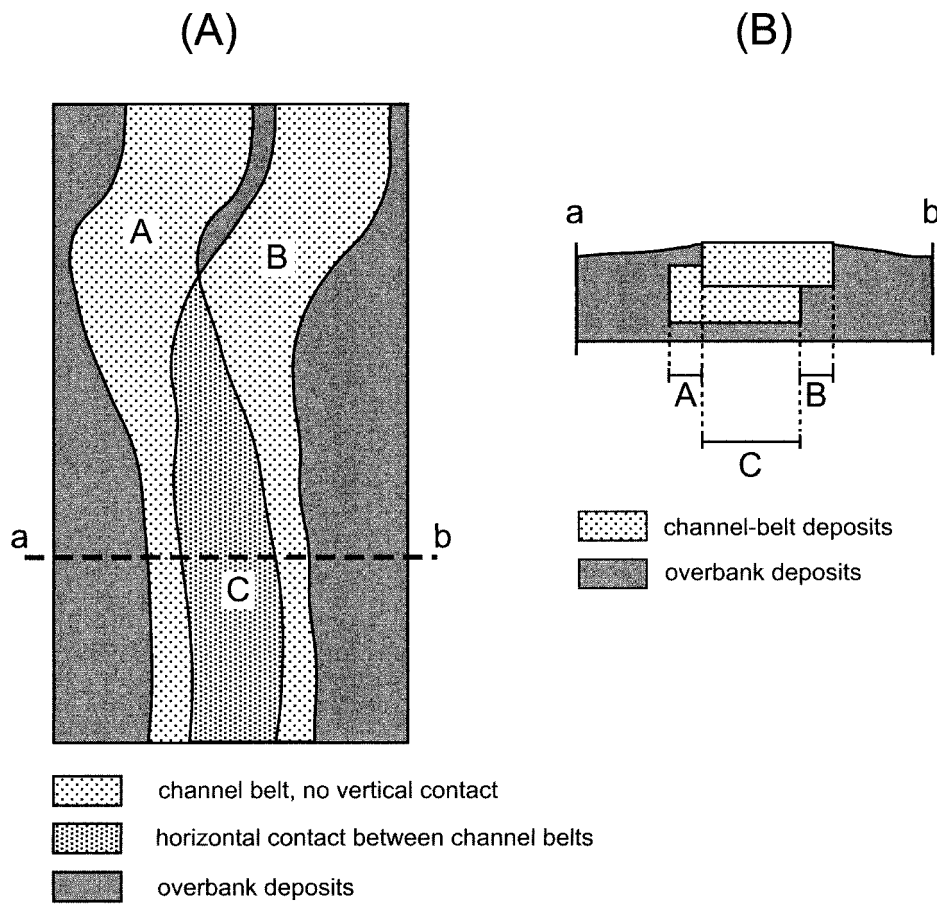 (A)
(B)
A
B
a
b
C
a
b
A
B
C
channel-belt deposits
overbank deposits
channel belt, no vertical contact
horizontal contact between channel belts
overbank deposits